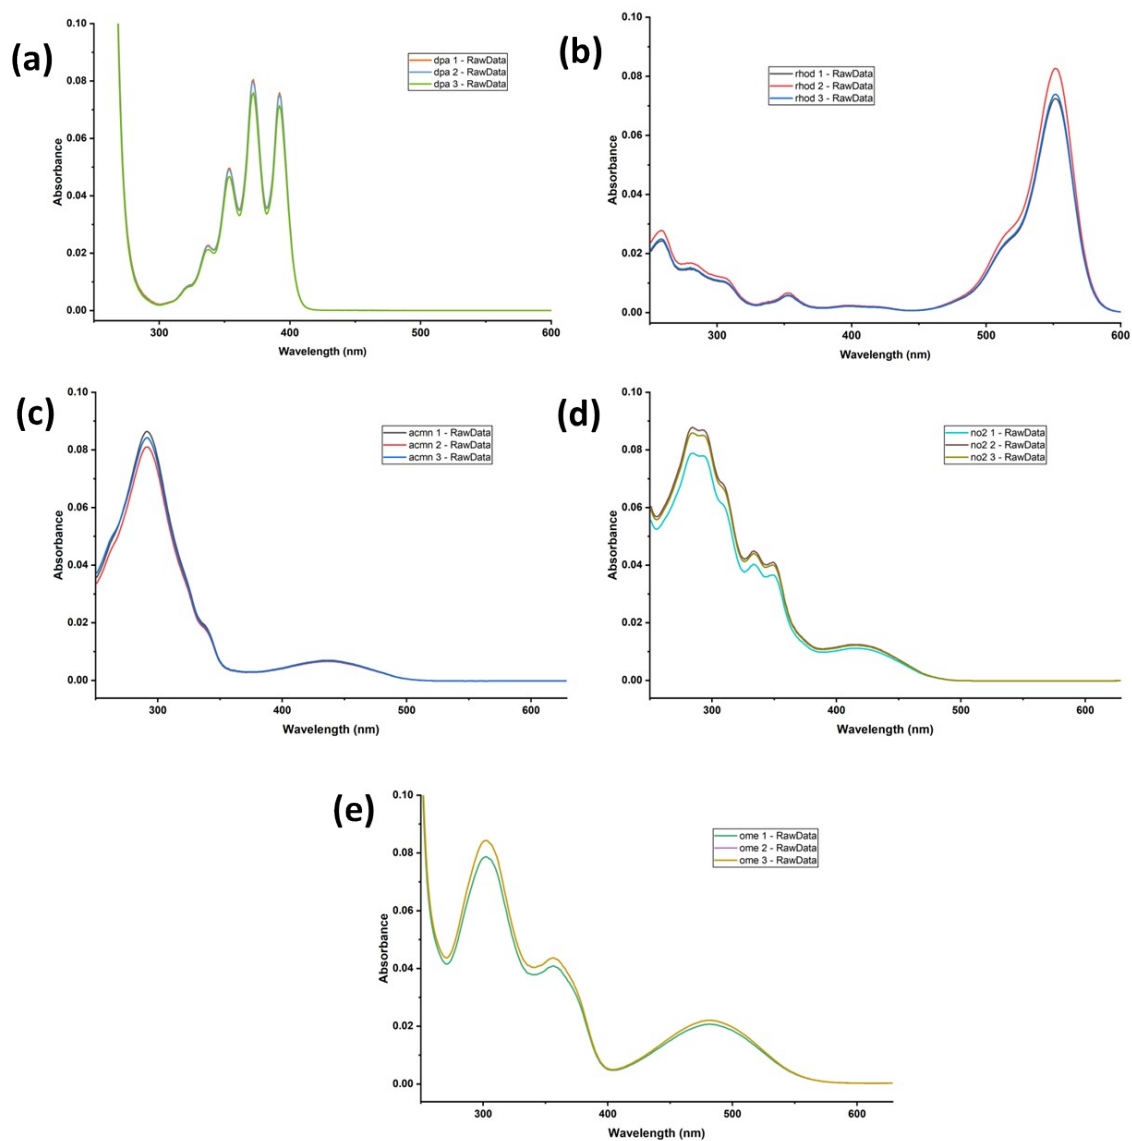 (a)
0.10
0.08
0.06
0.04
0.02
0.00
Absorbance
dpa 1 - RawData
dpa 2 - RawData
dpa 3 - RawData
300
400
500
600
Wavelength (nm)
(b)
0.10
0.08
0.06
0.04
0.02
0.00
Absorbance
rhod 1 - RawData
rhod 2 - RawData
rhod 3 - RawData
300
400
500
600
Wavelength (nm)
(c)
0.10
0.08
0.06
0.04
0.02
0.00
Absorbance
acmn 1 - RawData
acmn 2 - RawData
acmn 3 - RawData
300
400
500
600
Wavelength (nm)
(d)
0.10
0.08
0.06
0.04
0.02
0.00
Absorbance
no2 1 - RawData
no2 2 - RawData
no2 3 - RawData
300
400
500
600
Wavelength (nm)
(e)
0.10
0.08
0.06
0.04
0.02
0.00
Absorbance
ome 1 - RawData
ome 2 - RawData
ome 3 - RawData
300
400
500
600
Wavelength (nm)